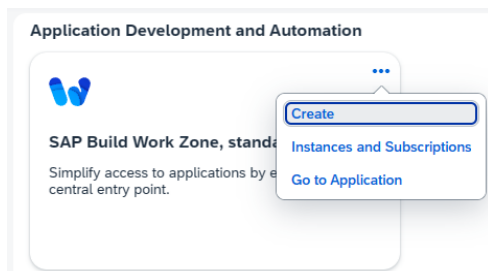 Application Development and Automation
Create
SAP Build Work Zone, standa
Instances and Subscriptions
Simplify access to applications by e
Go to Application
central entry point.